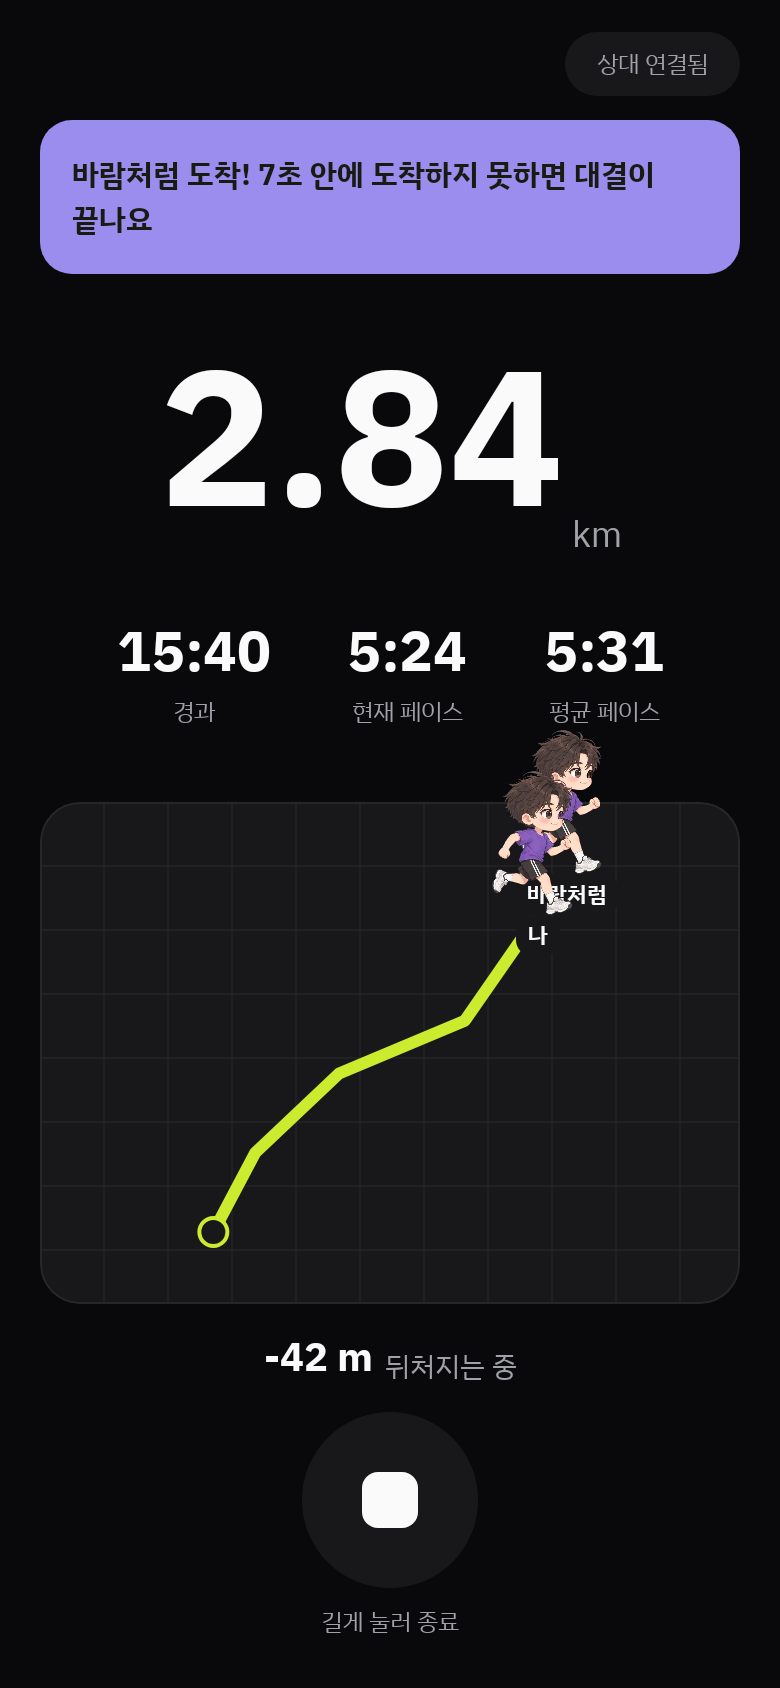 상대 연결됨
바람처럼 도착! 7초 안에 도착하지 못하면 대결이
끝나요
2.84 km
15:40 5:24 5:31
경과 현재 페이스 평균 페이스
바람처럼
나
-42 m 뒤처지는 중
길게 눌러 종료